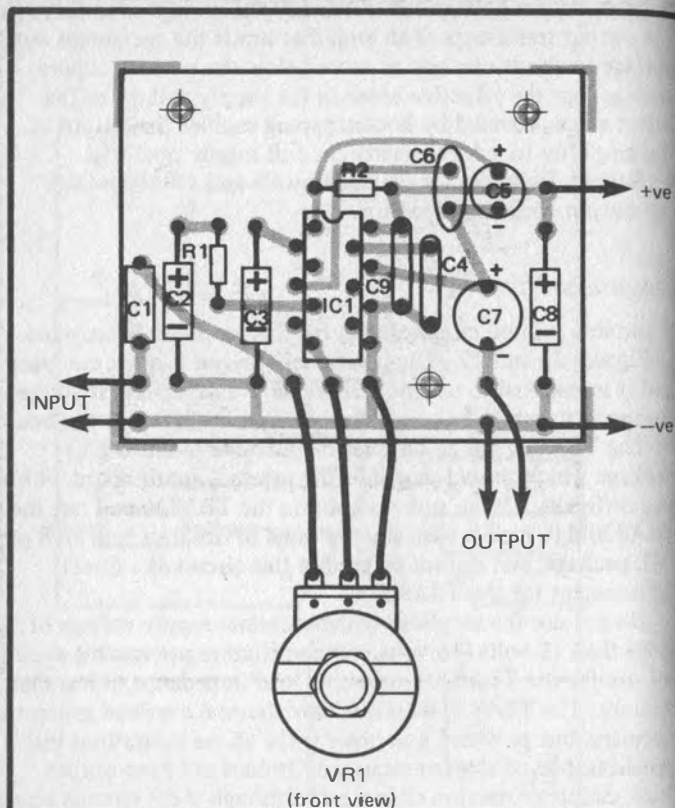 C6
+
R2
C5
+ve
−
R1
+
+
IC1
C9
C4
+
+
C1
C2
C3
C7
C8
−
−
−
−
INPUT
−ve
OUTPUT
VR1
(front view)